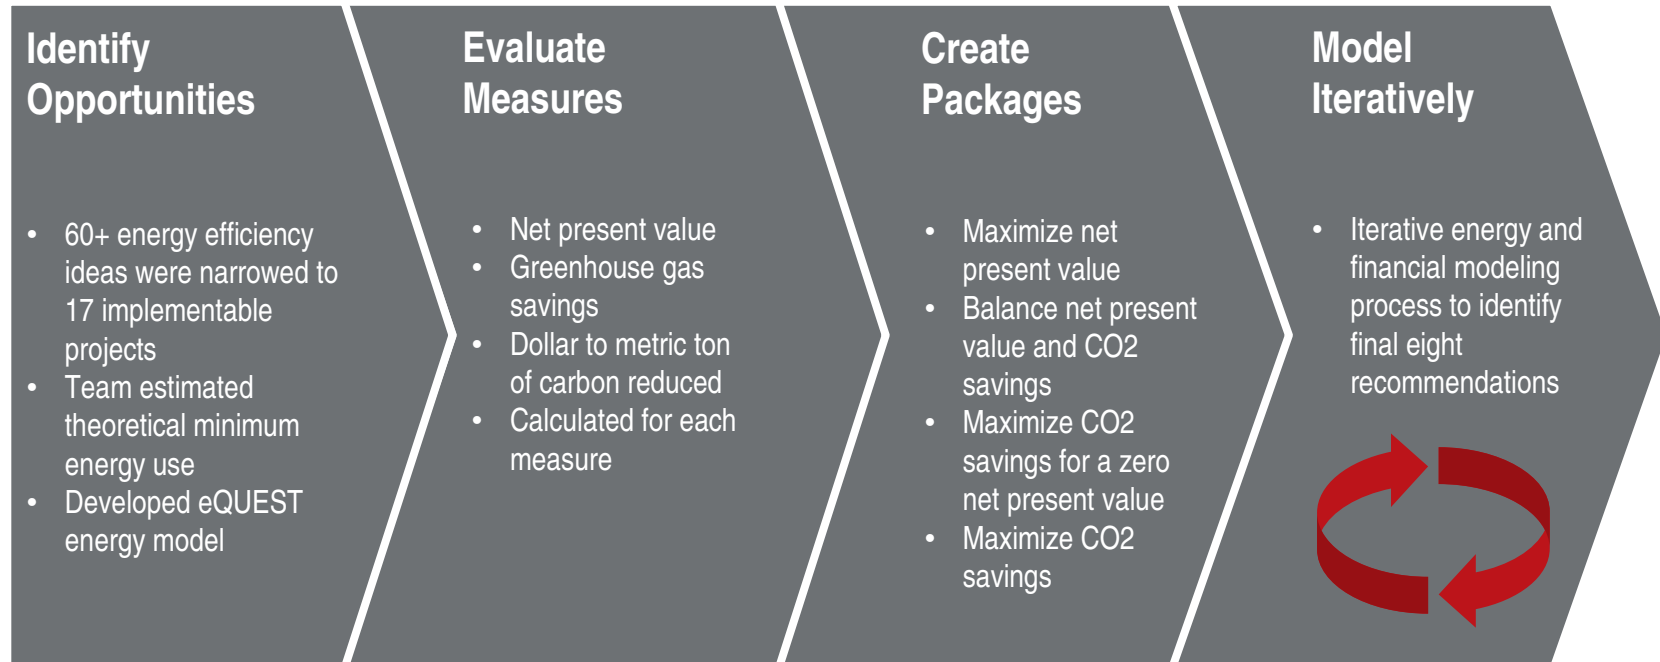 Identify
Opportunities
• 60+ energy efficiency
ideas were narrowed to
17 implementable
projects
• Team estimated
theoretical minimum
energy use
• Developed eQUEST
energy model
Evaluate
Measures
• Net present value
• Greenhouse gas
savings
• Dollar to metric ton
of carbon reduced
• Calculated for each
measure
Create
Packages
• Maximize net
present value
• Balance net present
value and CO2
savings
• Maximize CO2
savings for a zero
net present value
• Maximize CO2
savings
Model
Iteratively
• Iterative energy and
financial modeling
process to identify
final eight
recommendations